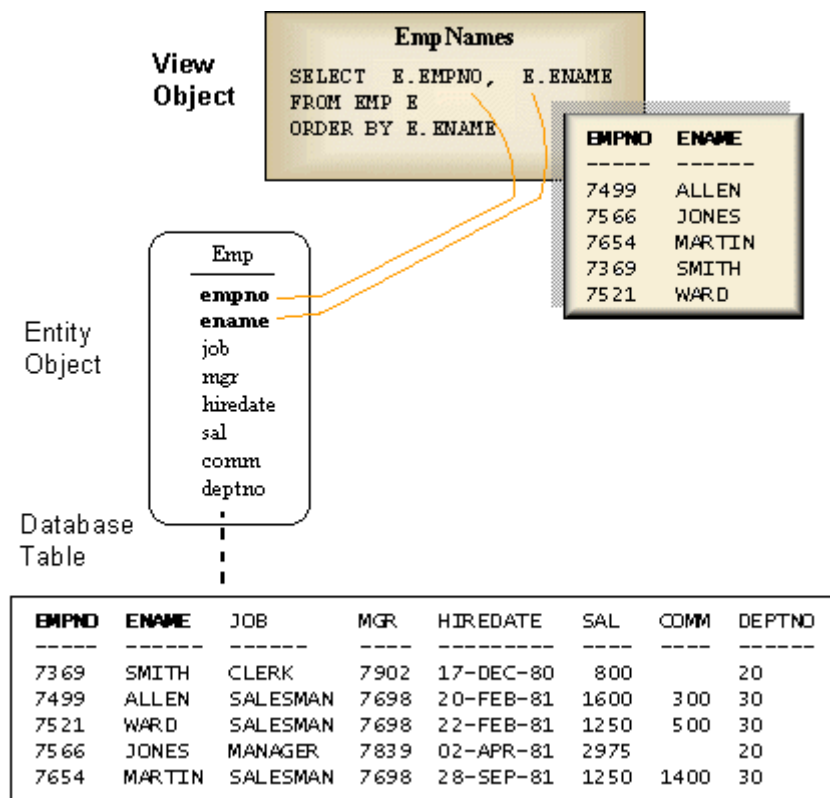 Emp Names
View
Object
SELECT E.EMPNO, E.ENAME
FROM EMP E
ORDER BY E.ENAME
EMPNO ENAME
----- ------
7499 ALLEN
7566 JONES
7654 MARTIN
7369 SMITH
7521 WARD
Emp
empno
ename
job
mgr
hiredate
sal
comm
deptno
Entity
Object
Database
Table
EMPNO ENAME JOB MGR HIREDATE SAL COMM DEPTNO
----- ------ ------ ---- --------- ---- ---- ------
7369 SMITH CLERK 7902 17-DEC-80 800 20
7499 ALLEN SALESMAN 7698 20-FEB-81 1600 300 30
7521 WARD SALESMAN 7698 22-FEB-81 1250 500 30
7566 JONES MANAGER 7839 02-APR-81 2975 20
7654 MARTIN SALESMAN 7698 28-SEP-81 1250 1400 30